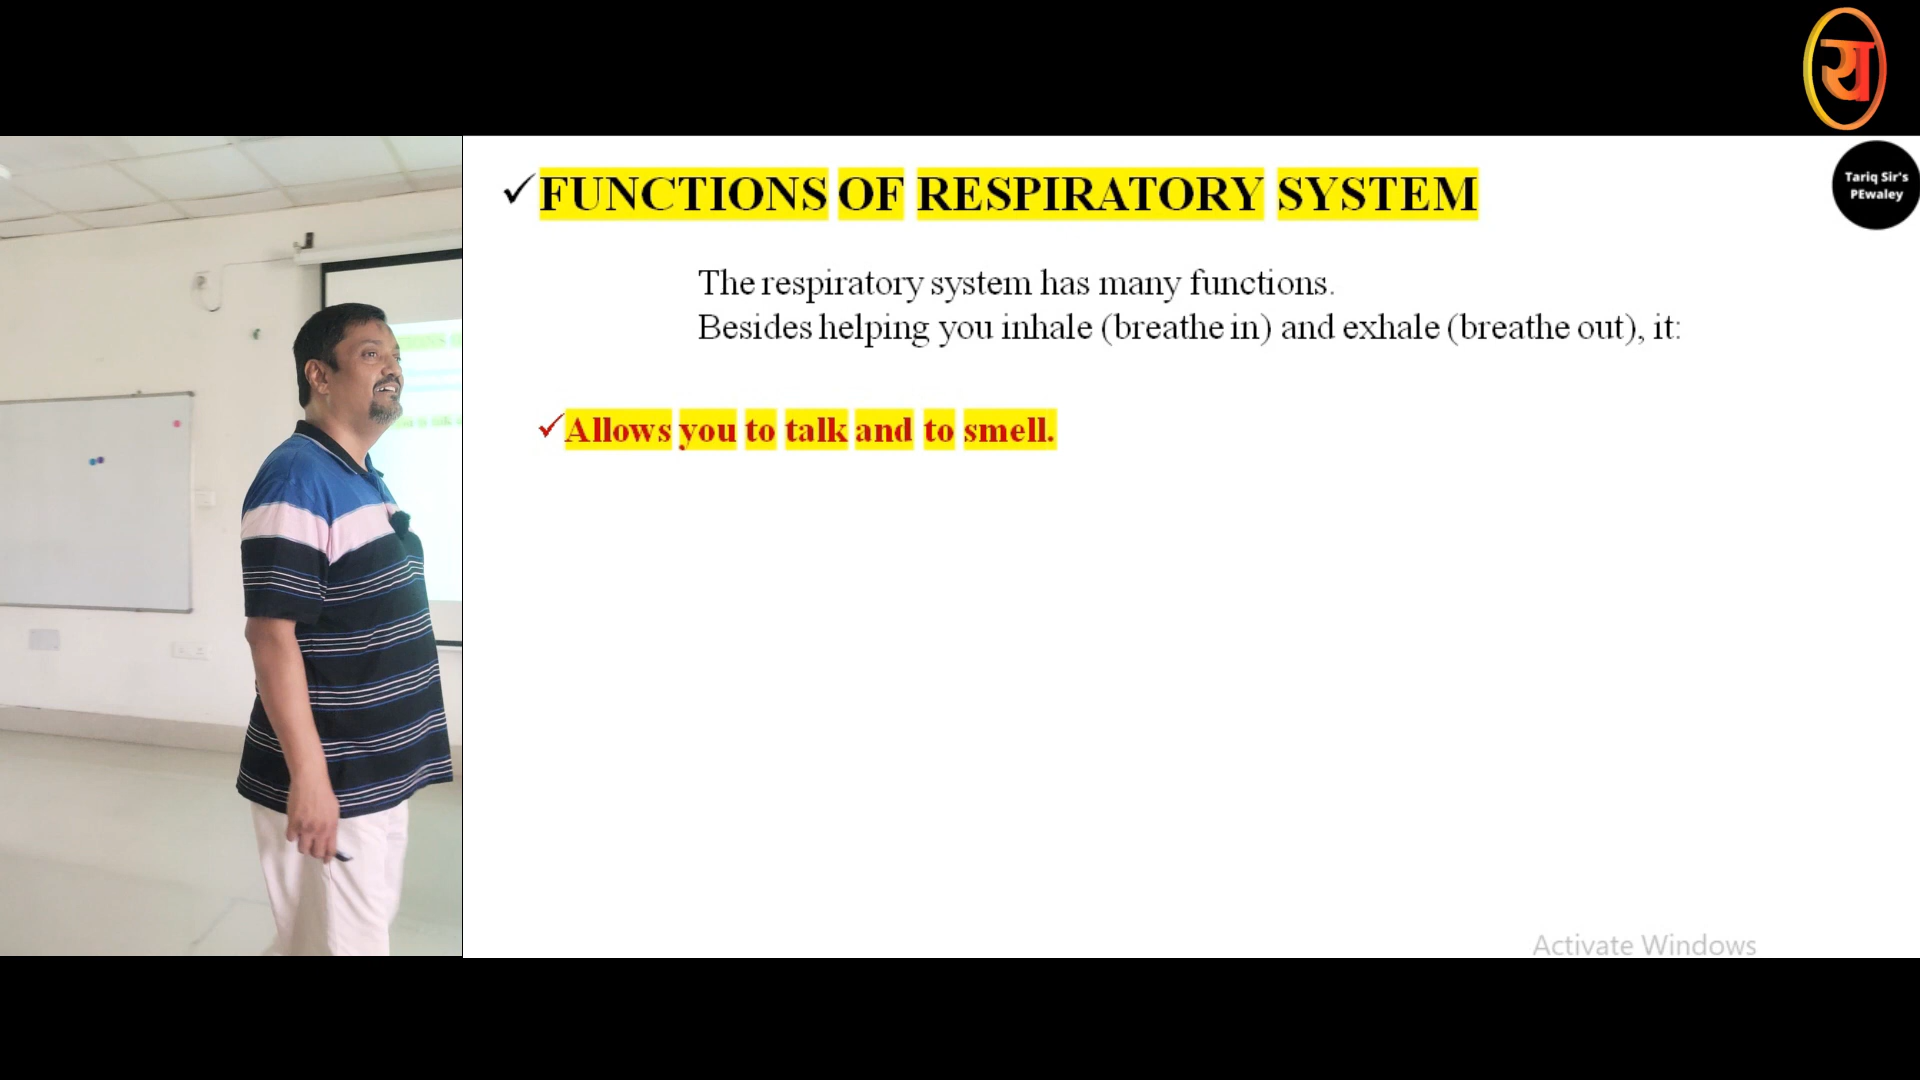 य
Tariq Sir's
PEwaley
✓FUNCTIONS OF RESPIRATORY SYSTEM
The respiratory system has many functions.
Besides helping you inhale (breathe in) and exhale (breathe out), it:
✓Allows you to talk and to smell.
Activate Windows